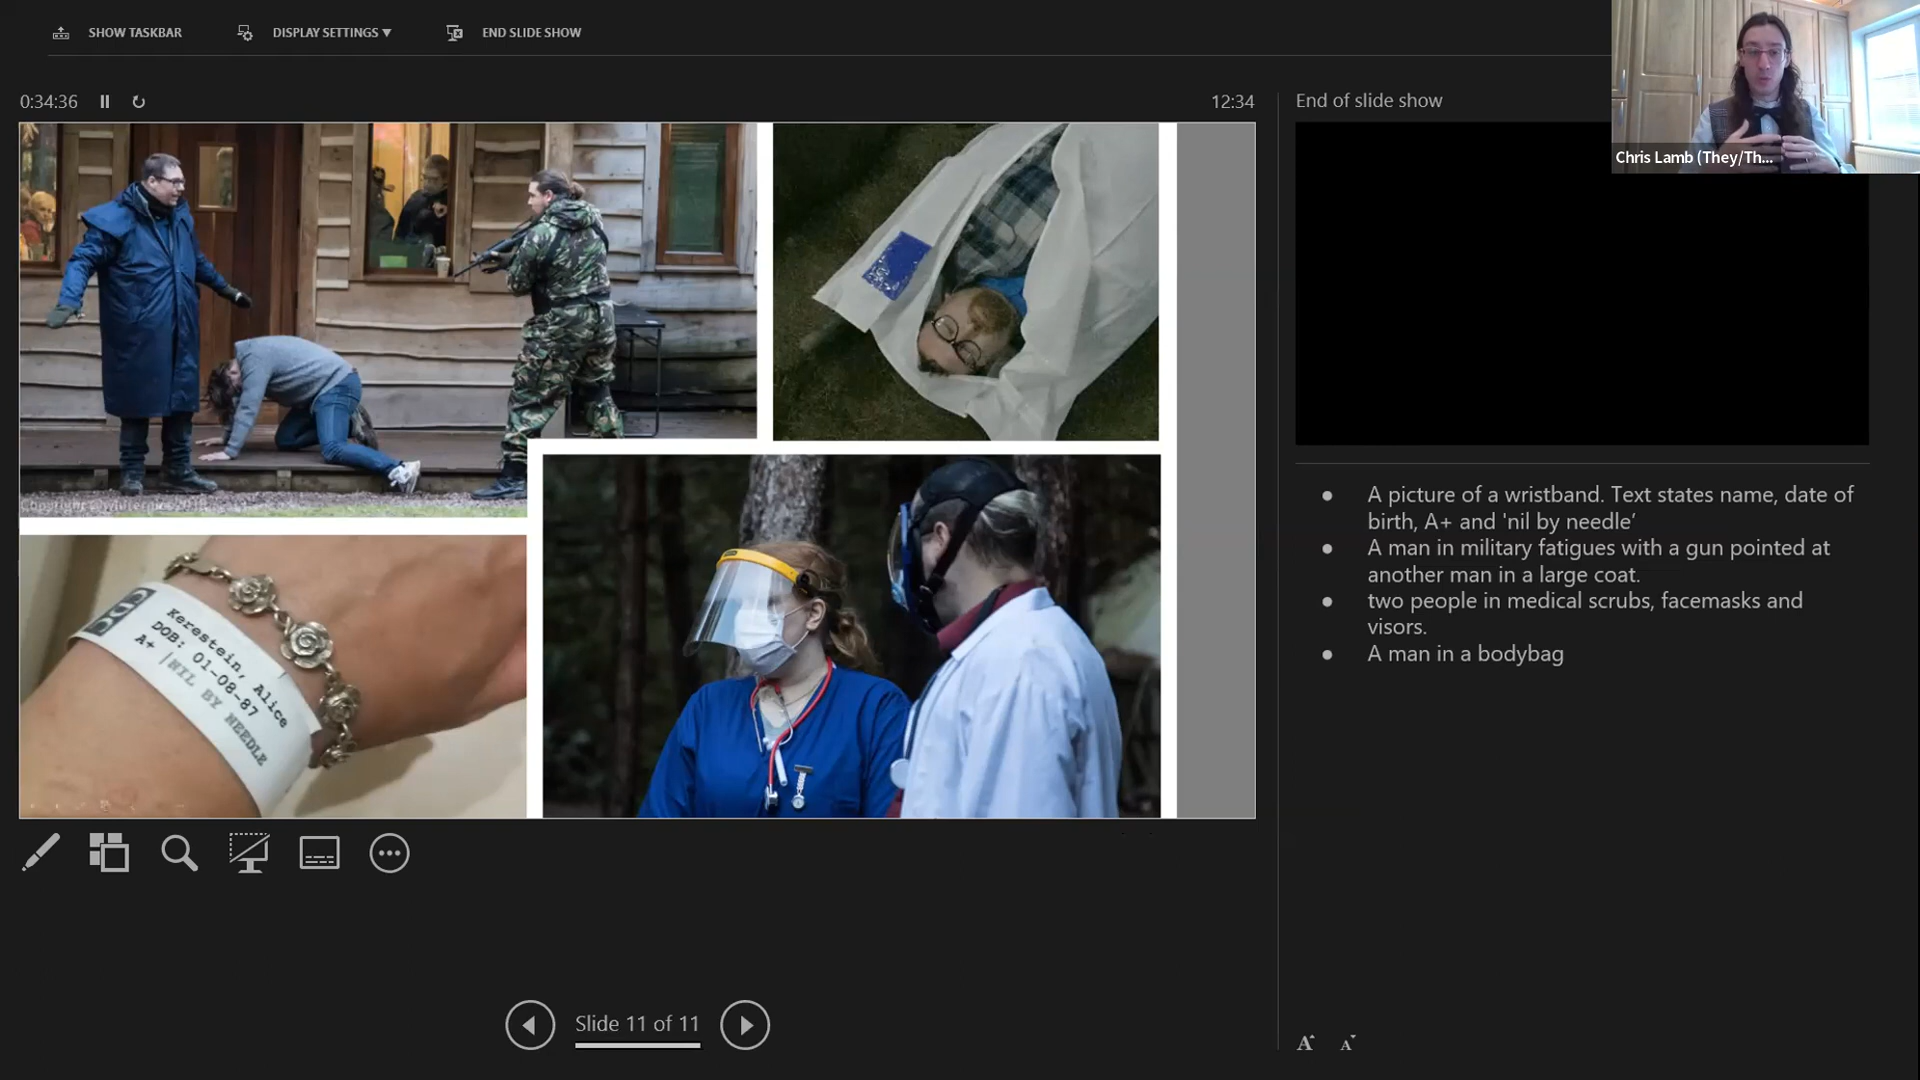 SHOW TASKBAR
DISPLAY SETTINGS ▼
END SLIDE SHOW
0:34:36
12:34
End of slide show
Chris Lamb (They/Th...
Kerestein, Alice
DOB: 01-08-87
A+ NIL BY NEEDLE
● A picture of a wristband. Text states name, date of
birth, A+ and 'nil by needle’
● A man in military fatigues with a gun pointed at
another man in a large coat.
● two people in medical scrubs, facemasks and
visors.
● A man in a bodybag
Slide 11 of 11
A
A